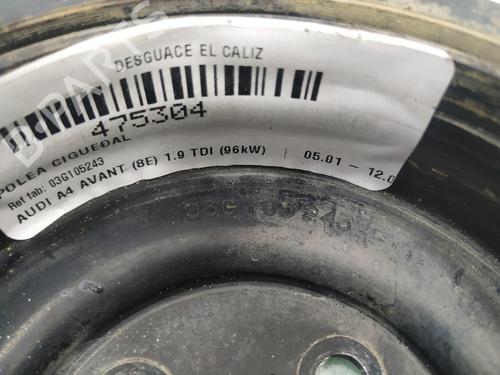 DESGUACE EL CALIZ
475304
POLEA CIGUEÐAL
Ref fab: 03G105243
AUDI A4 AVANT (8E) 1.9 TDI (96kW) | 05.01 – 12.0